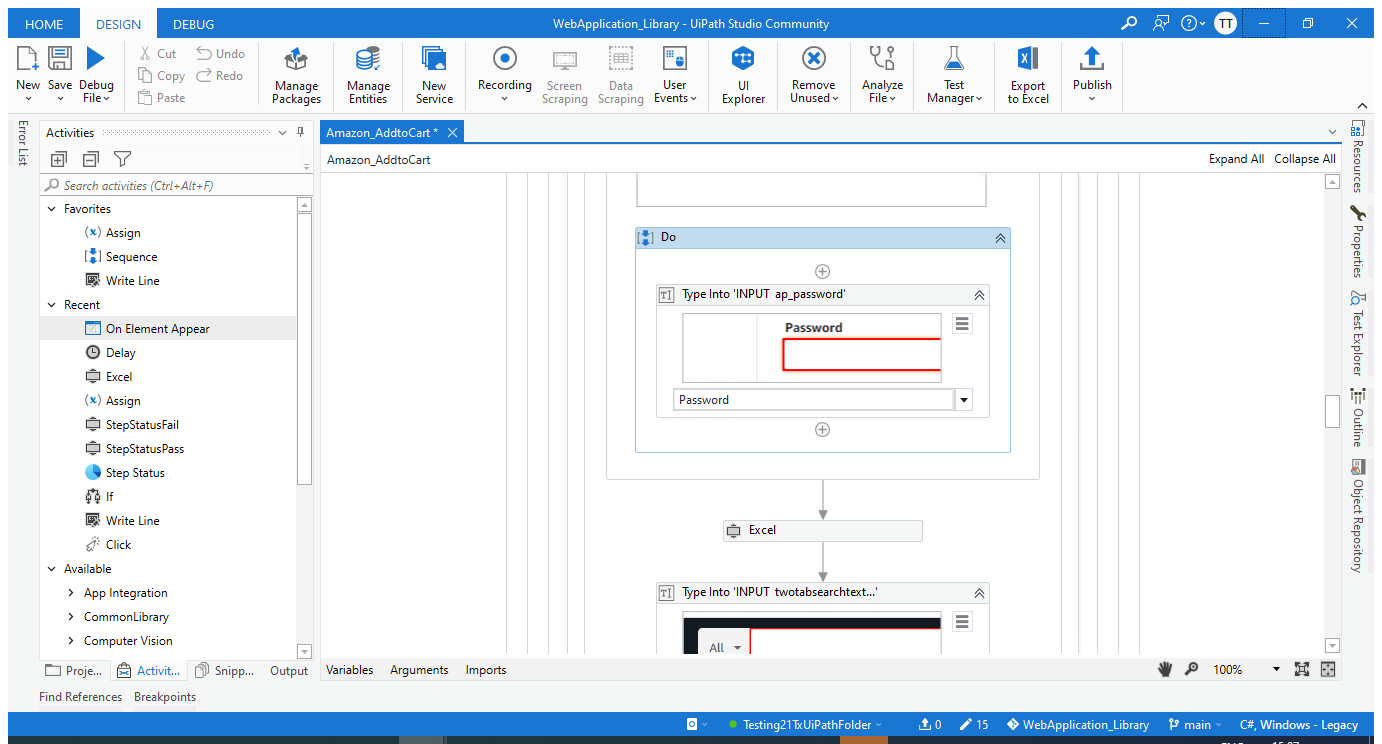 HOME DESIGN DEBUG WebApplication_Library - UiPath Studio Community TT
New Save Debug File Cut Copy Paste Undo Redo Manage Packages Manage Entities New Service Recording Screen Scraping Data Scraping User Events UI Explorer Remove Unused Analyze File Test Manager Export to Excel Publish
Error List
Activities
Search activities (Ctrl+Alt+F)
Favorites
Assign
Sequence
Write Line
Recent
On Element Appear
Delay
Excel
Assign
StepStatusFail
StepStatusPass
Step Status
If
Write Line
Click
Available
App Integration
CommonLibrary
Computer Vision
Proje... Activit... Snipp... Output
Find References Breakpoints
Amazon_AddtoCart *
Amazon_AddtoCart Expand All Collapse All
Do
Type Into 'INPUT ap_password'
Password
Password
Excel
Type Into 'INPUT twotabsearchtext...'
All
Variables Arguments Imports 100%
Resources
Properties
Test Explorer
Outline
Object Repository
Testing21TxUiPathFolder 0 15 WebApplication_Library main C#, Windows - Legacy